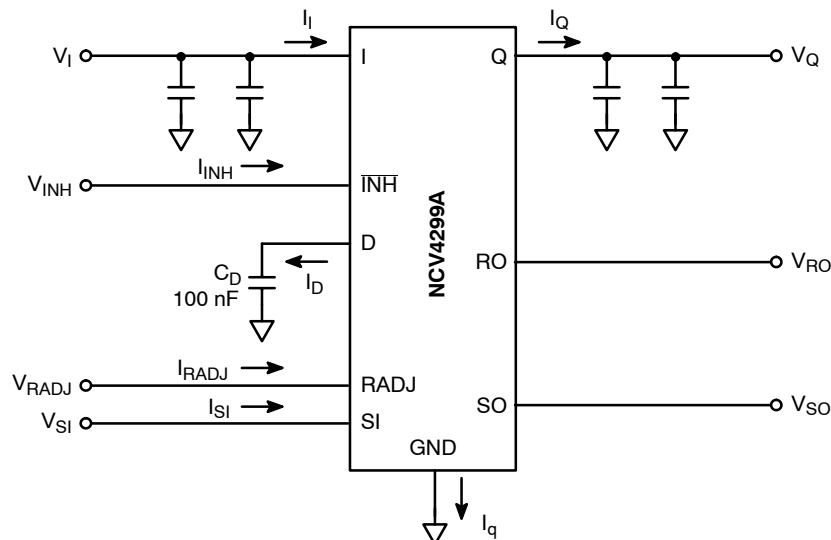 I_I
I_Q
V_I
I
Q
V_Q
I_INH
V_INH
INH
D
C_D
100 nF
I_D
NCV4299A
RO
V_RO
I_RADJ
V_RADJ
RADJ
I_SI
V_SI
SI
SO
V_SO
GND
I_q